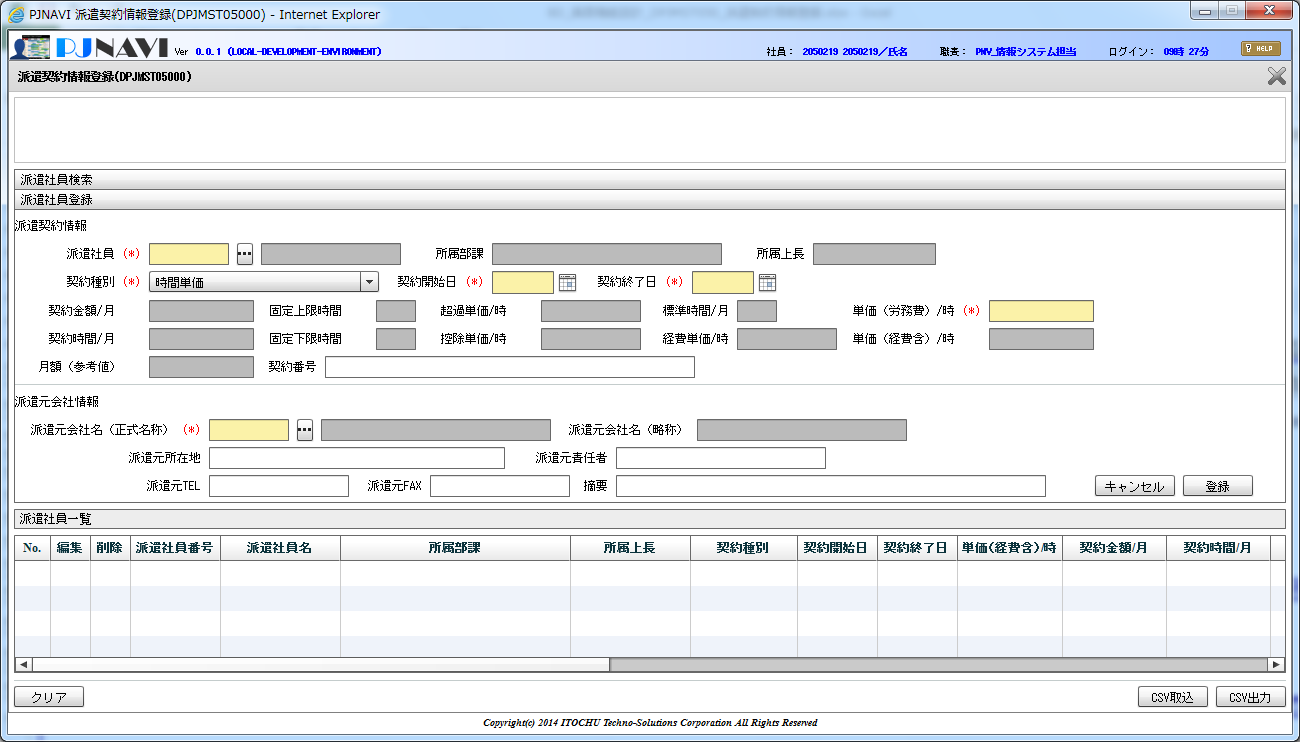 PJNAVI 派遣契約情報登録(DPJMST05000) - Internet Explorer
PJNAVI Ver 0.0.1 (LOCAL-DEVELOPMENT-ENVIRONMENT) 社員： 2050219 2050219／氏名 職責： PNV_情報システム担当 ログイン： 09時 27分 ? HELP
派遣契約情報登録(DPJMST05000)
派遣社員検索
派遣社員登録
派遣契約情報
派遣社員 (*) ... 所属部課 所属上長
契約種別 (*) 時間単価 契約開始日 (*) 契約終了日 (*)
契約金額/月 固定上限時間 超過単価/時 標準時間/月 単価（労務費）/時 (*)
契約時間/月 固定下限時間 控除単価/時 経費単価/時 単価（経費含）/時
月額（参考値） 契約番号
派遣元会社情報
派遣元会社名（正式名称） (*) ... 派遣元会社名（略称）
派遣元所在地 派遣元責任者
派遣元TEL 派遣元FAX 摘要 キャンセル 登録
派遣社員一覧
No. 編集 削除 派遣社員番号 派遣社員名 所属部課 所属上長 契約種別 契約開始日 契約終了日 単価(経費含)/時 契約金額/月 契約時間/月
クリア CSV取込 CSV出力
Copyright(c) 2014 ITOCHU Techno-Solutions Corporation All Rights Reserved